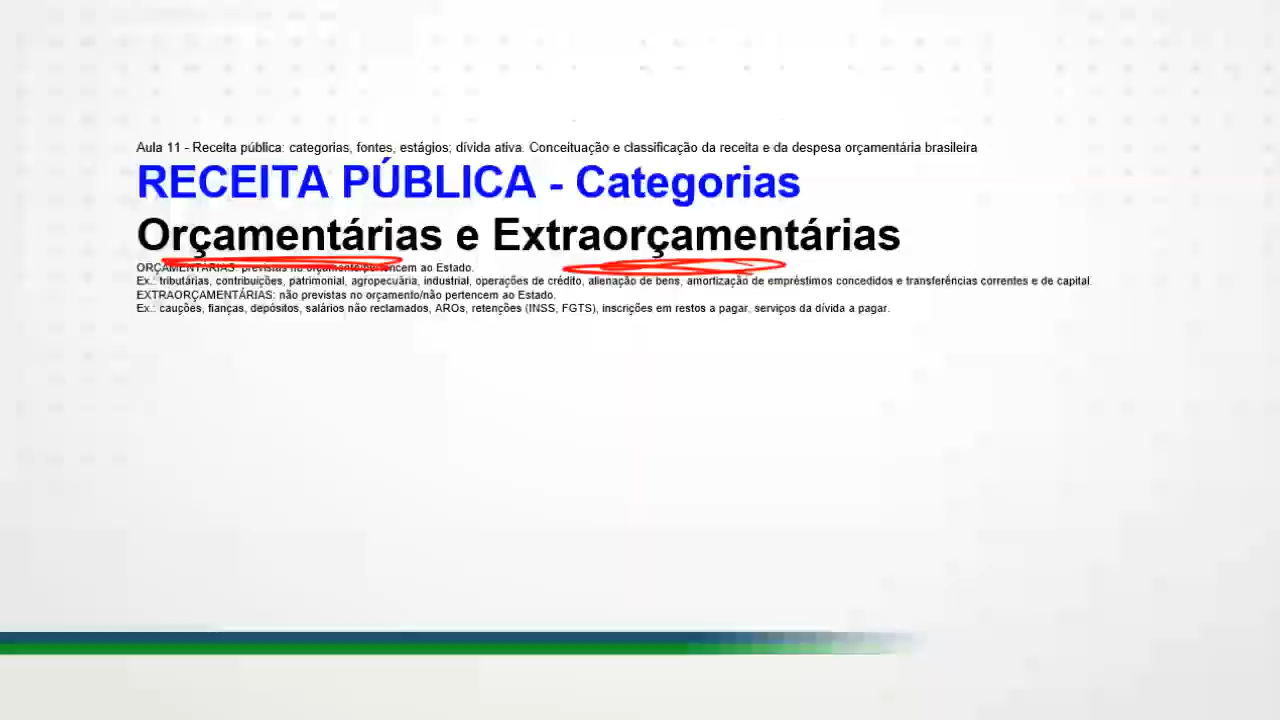 Aula 11 - Receita pública: categorias, fontes, estágios; dívida ativa. Conceituação e classificação da receita e da despesa orçamentária brasileira
RECEITA PÚBLICA - Categorias
Orçamentárias e Extraorçamentárias
ORÇAMENTÁRIAS: previstas no orçamento/pertencem ao Estado.
Ex.: tributárias, contribuições, patrimonial, agropecuária, industrial, operações de crédito, alienação de bens, amortização de empréstimos concedidos e transferências correntes e de capital.
EXTRAORÇAMENTÁRIAS: não previstas no orçamento/não pertencem ao Estado.
Ex.: cauções, fianças, depósitos, salários não reclamados, AROs, retenções (INSS, FGTS), inscrições em restos a pagar, serviços da dívida a pagar.